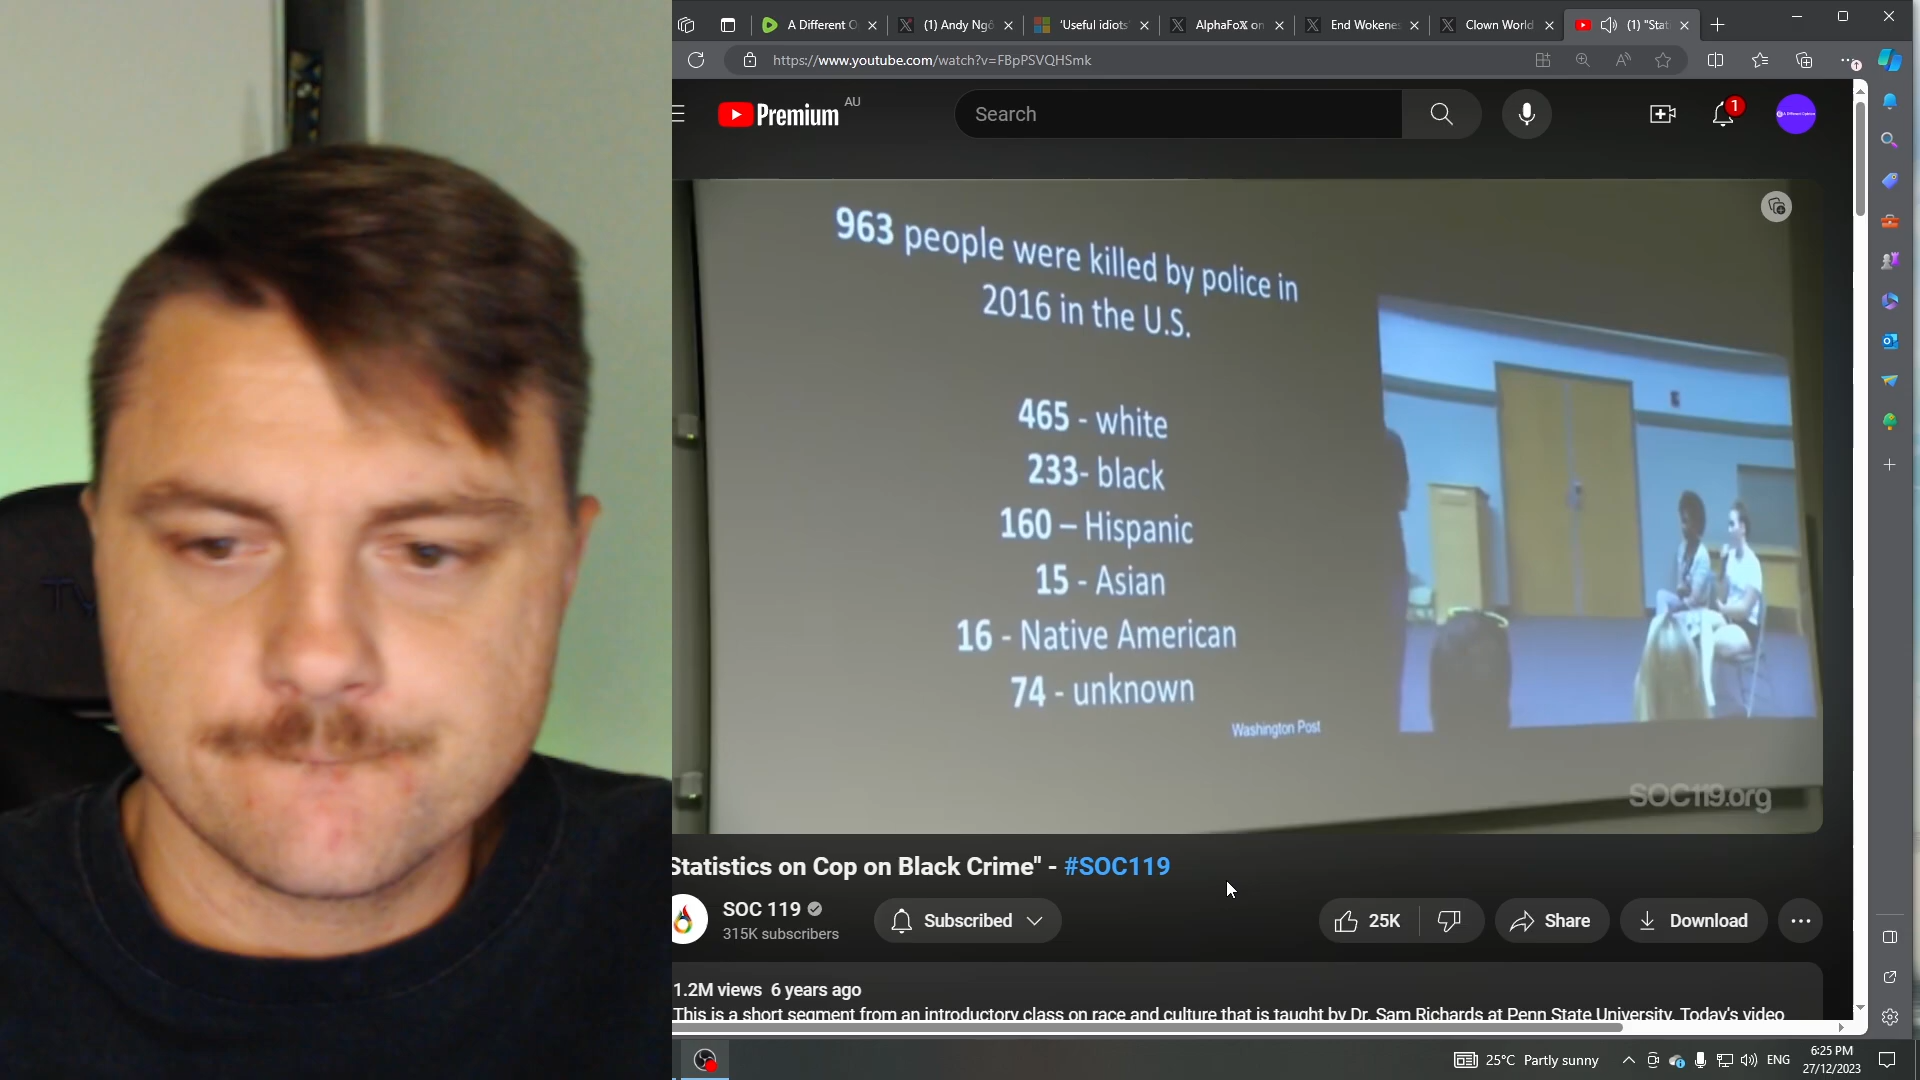 A Different O
(1) Andy Ngô
'Useful idiots'
AlphaFo𝕏 on
End Wokenes
Clown World
(1) "Stati
https://www.youtube.com/watch?v=FBpPSVQHSmk
Premium
AU
Search
1
963 people were killed by police in
2016 in the U.S.
465 - white
233- black
160 – Hispanic
15 - Asian
16 - Native American
74 - unknown
Washington Post
SOC119.org
Statistics on Cop on Black Crime" - #SOC119
SOC 119
315K subscribers
Subscribed
25K
Share
Download
1.2M views 6 years ago
This is a short segment from an introductory class on race and culture that is taught by Dr. Sam Richards at Penn State University. Today's video
25°C Partly sunny
ENG
6:25 PM
27/12/2023